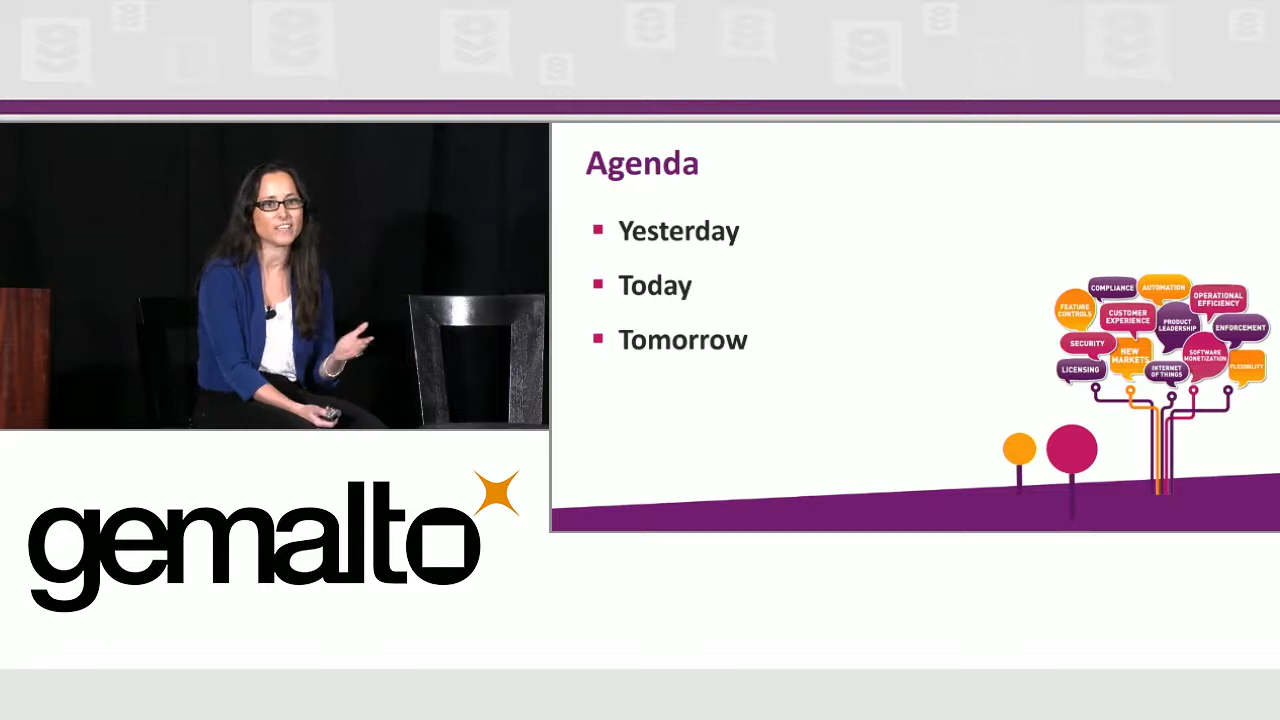 Agenda
Yesterday
Today
Tomorrow
COMPLIANCE
AUTOMATION
OPERATIONAL
EFFICIENCY
FEATURE
CONTROLS
CUSTOMER
EXPERIENCE
PRODUCT
LEADERSHIP
ENFORCEMENT
SECURITY
NEW
MARKETS
SOFTWARE
MONETIZATION
LICENSING
INTERNET
OF THINGS
FLEXIBILITY
gemalto